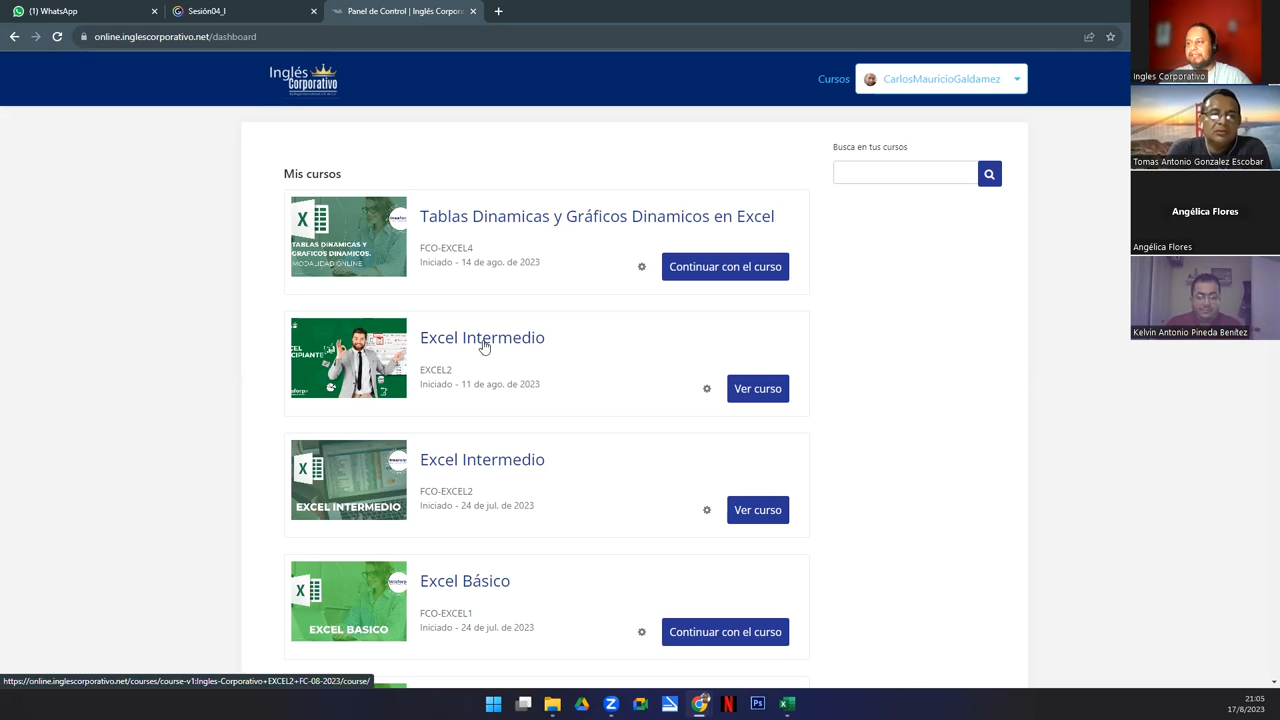 (1) WhatsApp
Sesión04_I
Panel de Control | Inglés Corpor
online.inglescorporativo.net/dashboard
Inglés
Corporativo
Cursos
CarlosMauricioGaldamez
Busca en tus cursos
Mis cursos
TABLAS DINAMICAS Y
GRAFICOS DINAMICOS.
MODALIDAD ONLINE
Tablas Dinamicas y Gráficos Dinamicos en Excel
FCO-EXCEL4
Iniciado - 14 de ago. de 2023
Continuar con el curso
CEL
CIPIANTE
Excel Intermedio
EXCEL2
Iniciado - 11 de ago. de 2023
Ver curso
EXCEL INTERMEDIO
Excel Intermedio
FCO-EXCEL2
Iniciado - 24 de jul. de 2023
Ver curso
EXCEL BASICO
Excel Básico
FCO-EXCEL1
Iniciado - 24 de jul. de 2023
Continuar con el curso
https://online.inglescorporativo.net/courses/course-v1:Ingles-Corporativo+EXCEL2+FC-08-2023/course/
21:05
17/8/2023
Ingles Corporativo
Tomas Antonio Gonzalez Escobar
Angélica Flores
Angélica Flores
Kelvin Antonio Pineda Benítez